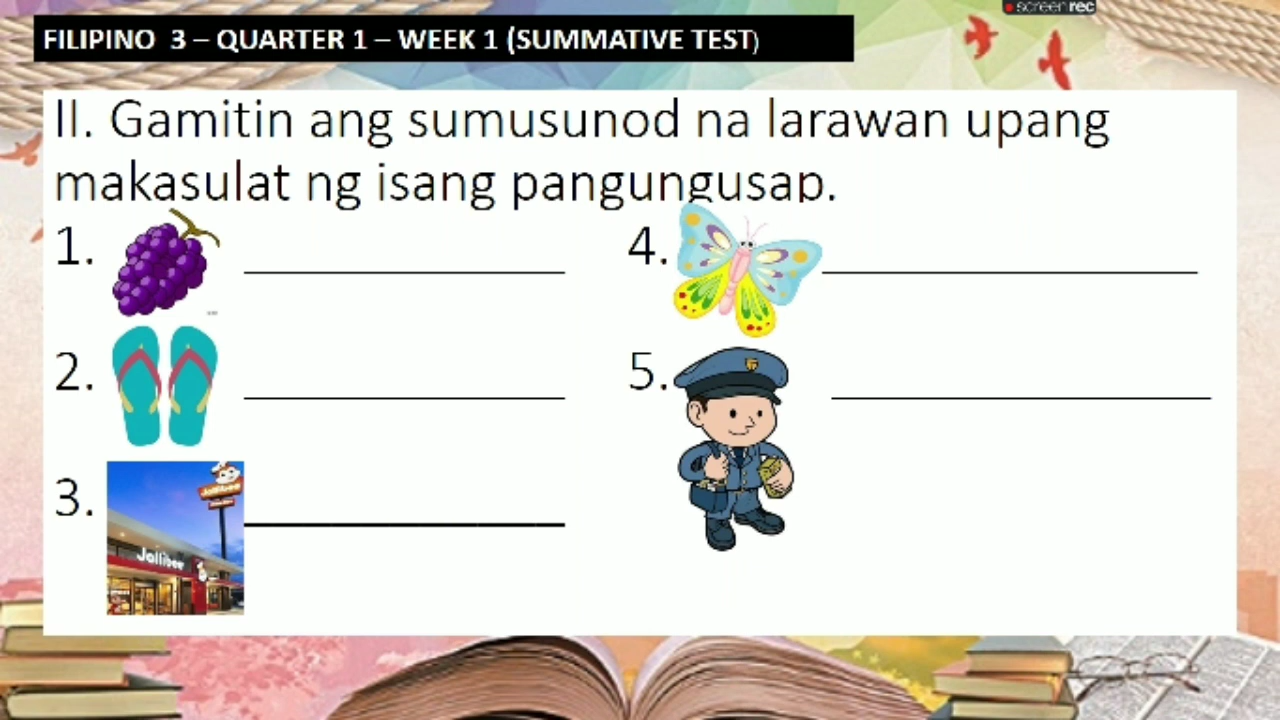 screenrec
FILIPINO 3 – QUARTER 1 – WEEK 1 (SUMMATIVE TEST)
II. Gamitin ang sumusunod na larawan upang
makasulat ng isang pangungusap.
1.
2.
3.
Jollibee
Jollibee
4.
5.